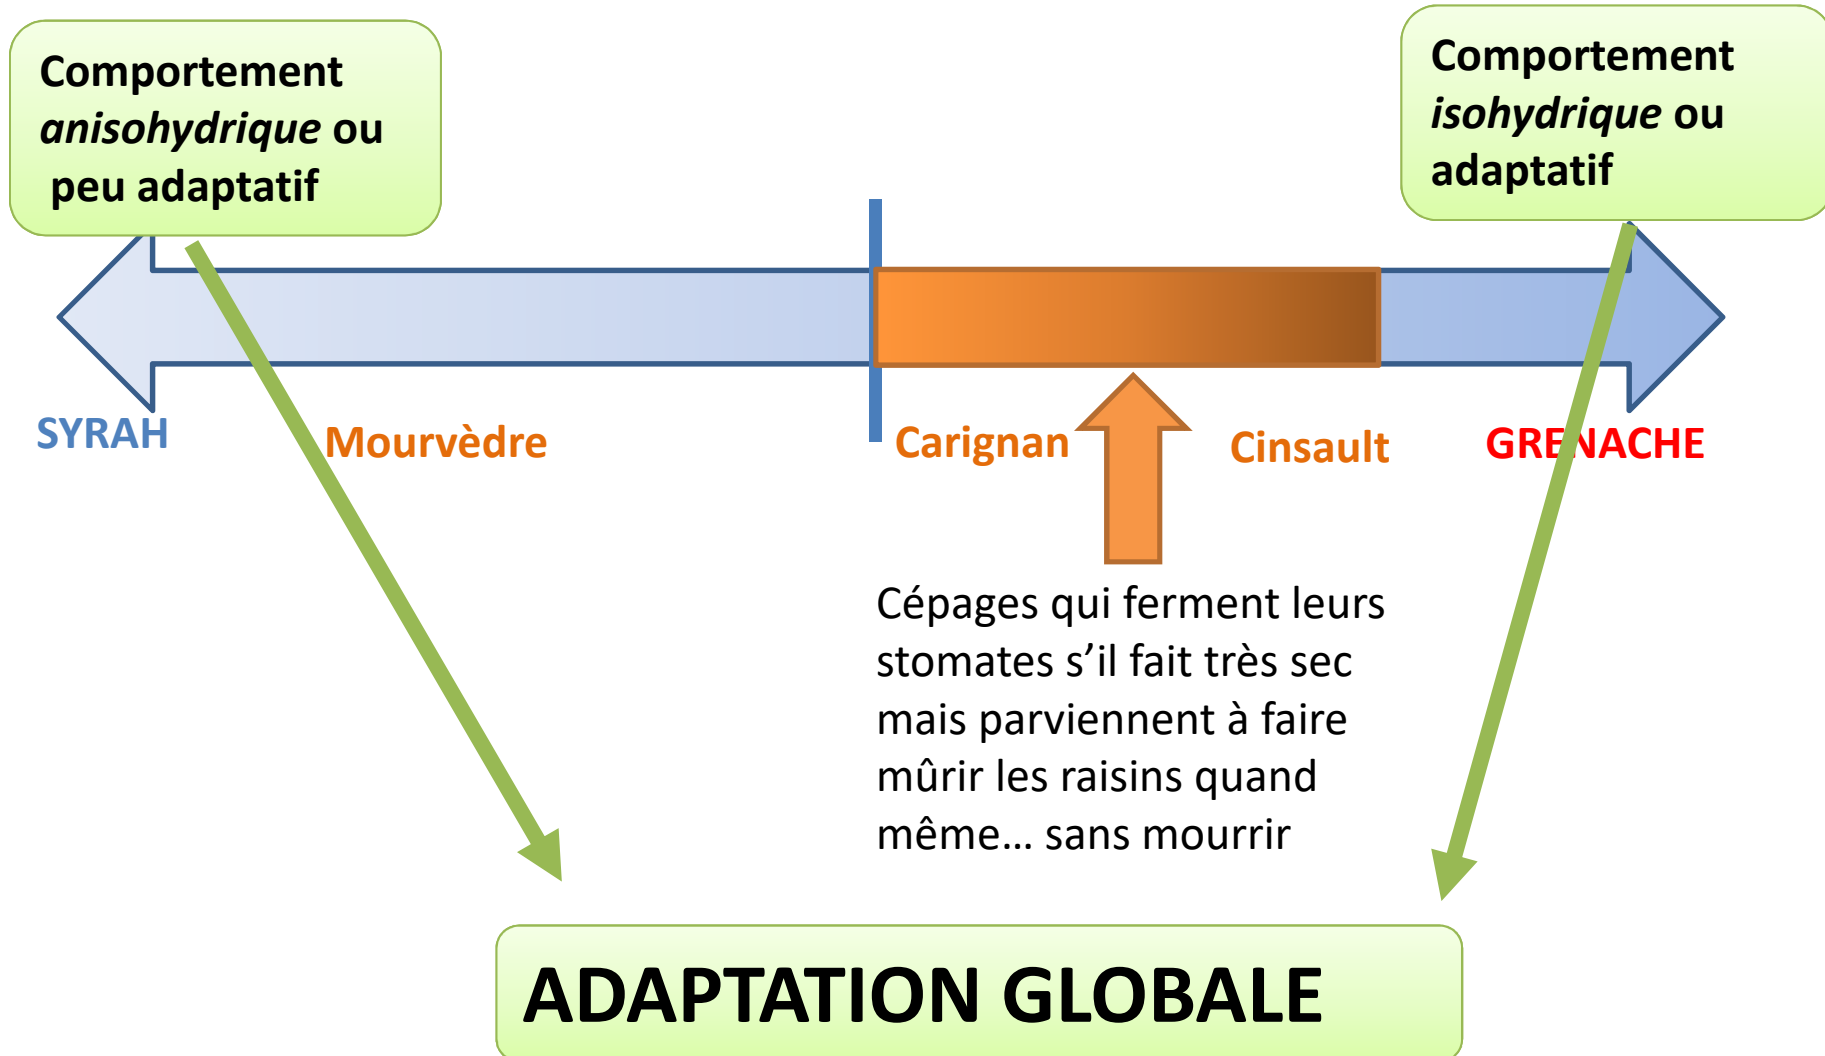 Comportement
anisohydrique ou
peu adaptatif
Comportement
isohydrique ou
adaptatif
SYRAH
Mourvèdre
Carignan
Cinsault
GRENACHE
Cépages qui ferment leurs
stomates s’il fait très sec
mais parviennent à faire
mûrir les raisins quand
même… sans mourrir
ADAPTATION GLOBALE